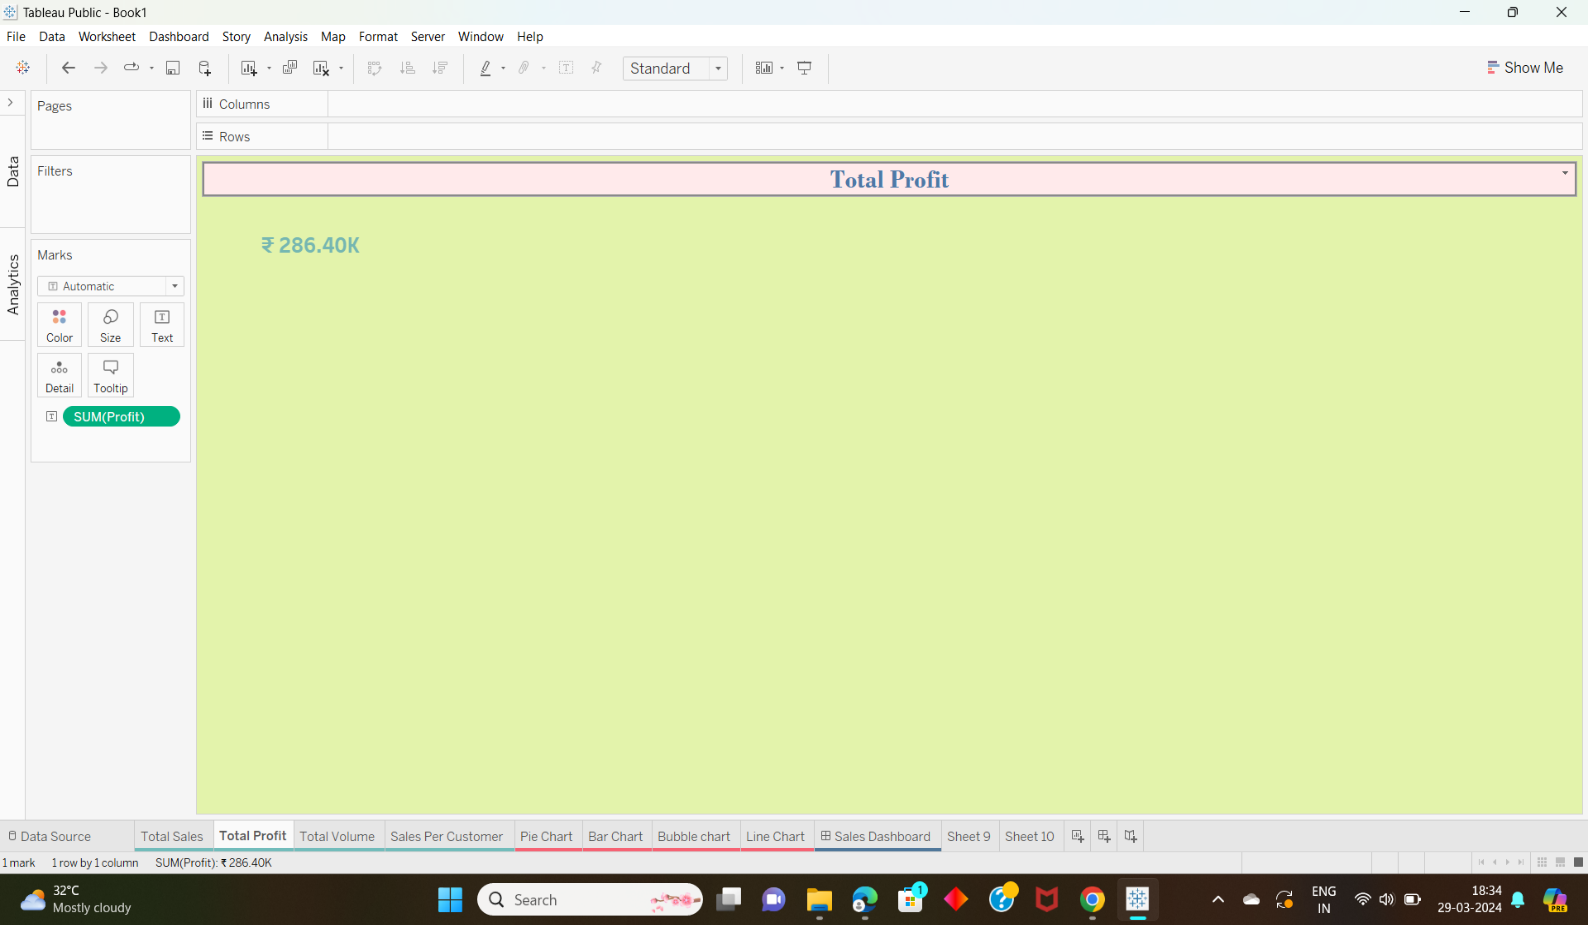 Tableau Public - Book1
File Data Worksheet Dashboard Story Analysis Map Format Server Window Help
Standard
Show Me
Pages
Columns
Rows
Data
Filters
Total Profit
₹ 286.40K
Analytics
Marks
Automatic
Color Size Text
Detail Tooltip
SUM(Profit)
Data Source Total Sales Total Profit Total Volume Sales Per Customer Pie Chart Bar Chart Bubble chart Line Chart Sales Dashboard Sheet 9 Sheet 10
1 mark 1 row by 1 column SUM(Profit): ₹ 286.40K
32°C
Mostly cloudy
Search
1
ENG
IN
18:34
29-03-2024
PRE